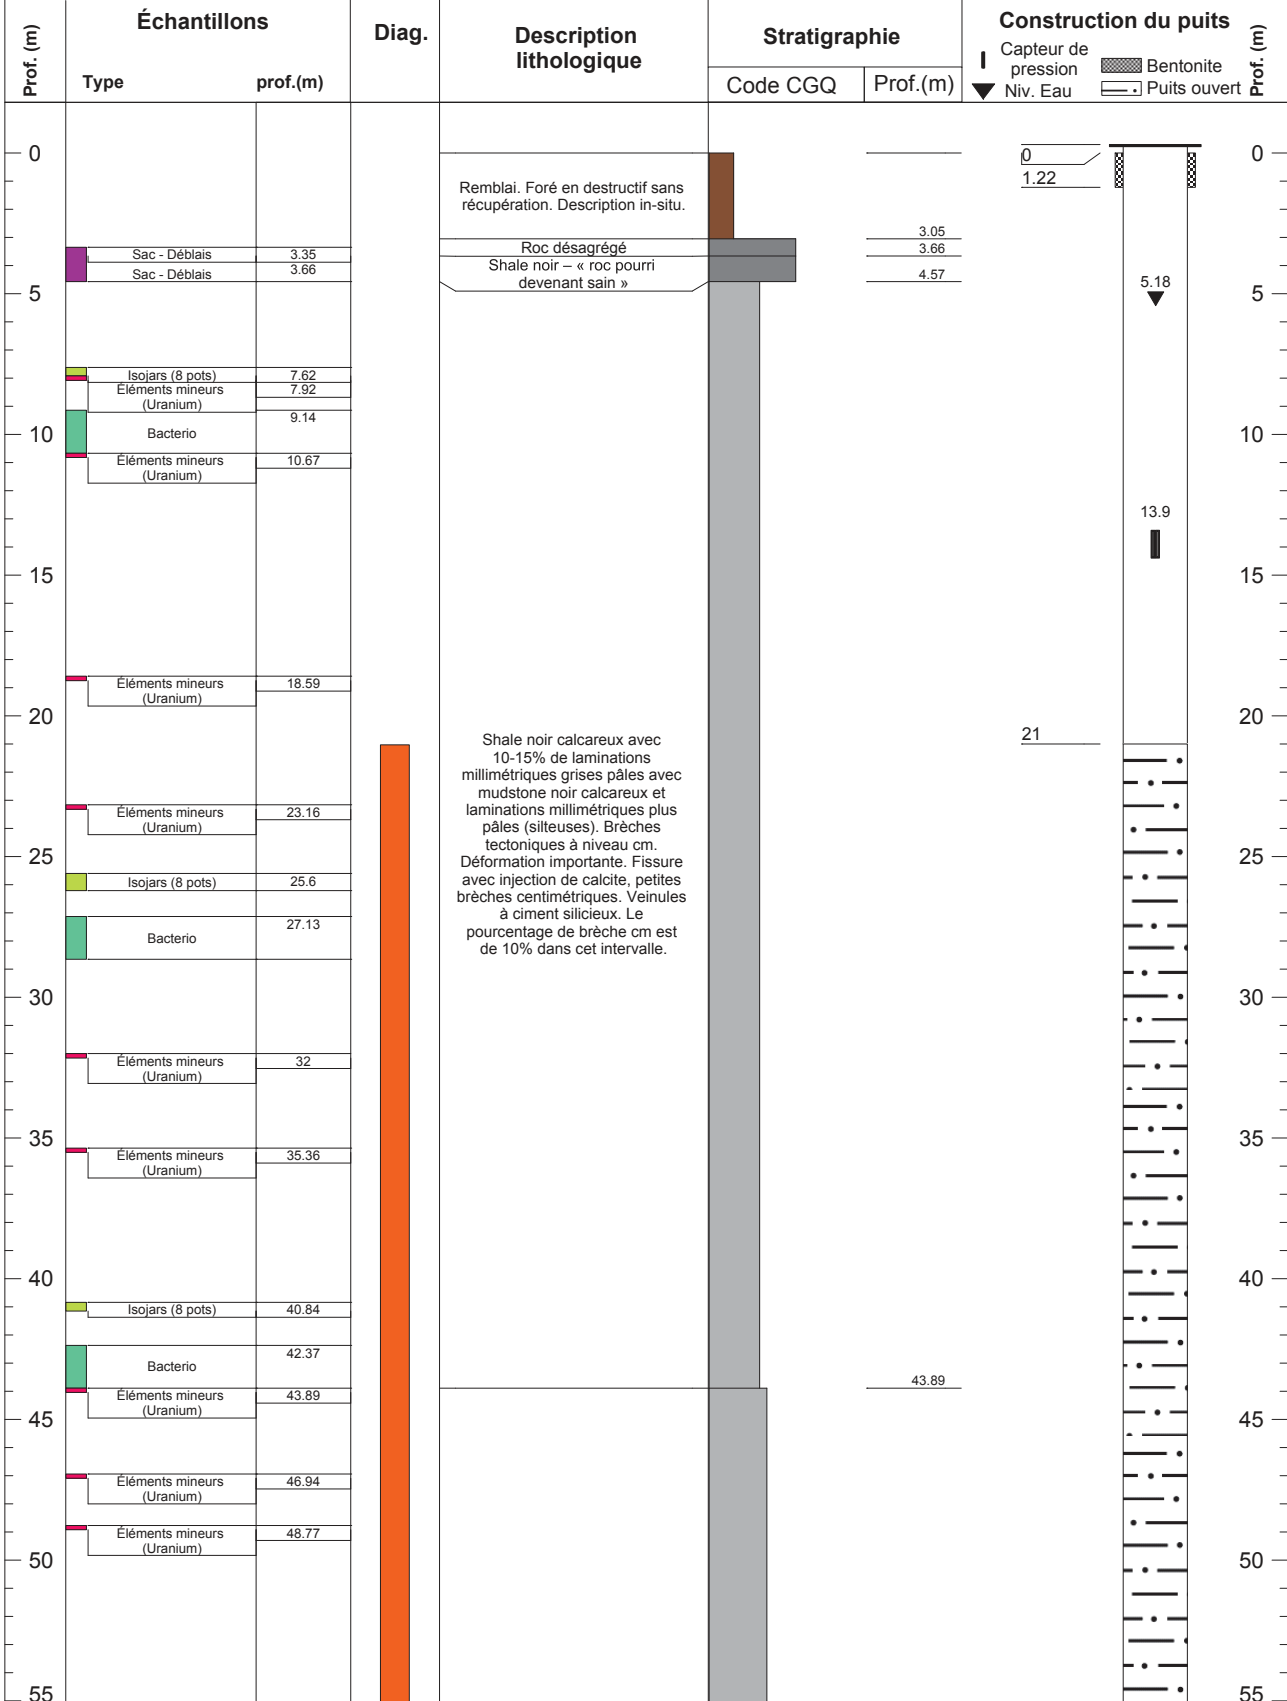 Prof. (m)
Échantillons
Type
prof.(m)
Diag.
Description
lithologique
Stratigraphie
Code CGQ
Prof.(m)
Construction du puits
Capteur de
pression
Niv. Eau
Bentonite
Puits ouvert
Prof. (m)
0
5
10
15
20
25
30
35
40
45
50
55
Sac - Déblais 3.35
Sac - Déblais 3.66
Isojars (8 pots) 7.62
Éléments mineurs 7.92
(Uranium)
Bacterio 9.14
Éléments mineurs 10.67
(Uranium)
Éléments mineurs 18.59
(Uranium)
Éléments mineurs 23.16
(Uranium)
Isojars (8 pots) 25.6
Bacterio 27.13
Éléments mineurs 32
(Uranium)
Éléments mineurs 35.36
(Uranium)
Isojars (8 pots) 40.84
Bacterio 42.37
Éléments mineurs 43.89
(Uranium)
Éléments mineurs 46.94
(Uranium)
Éléments mineurs 48.77
(Uranium)
Remblai. Foré en destructif sans
récupération. Description in-situ.
Roc désagrégé
Shale noir – « roc pourri
devenant sain »
Shale noir calcareux avec
10-15% de laminations
millimétriques grises pâles avec
mudstone noir calcareux et
laminations millimétriques plus
pâles (silteuses). Brèches
tectoniques à niveau cm.
Déformation importante. Fissure
avec injection de calcite, petites
brèches centimétriques. Veinules
à ciment silicieux. Le
pourcentage de brèche cm est
de 10% dans cet intervalle.
3.05
3.66
4.57
43.89
0
1.22
5.18
13.9
21
0
5
10
15
20
25
30
35
40
45
50
55